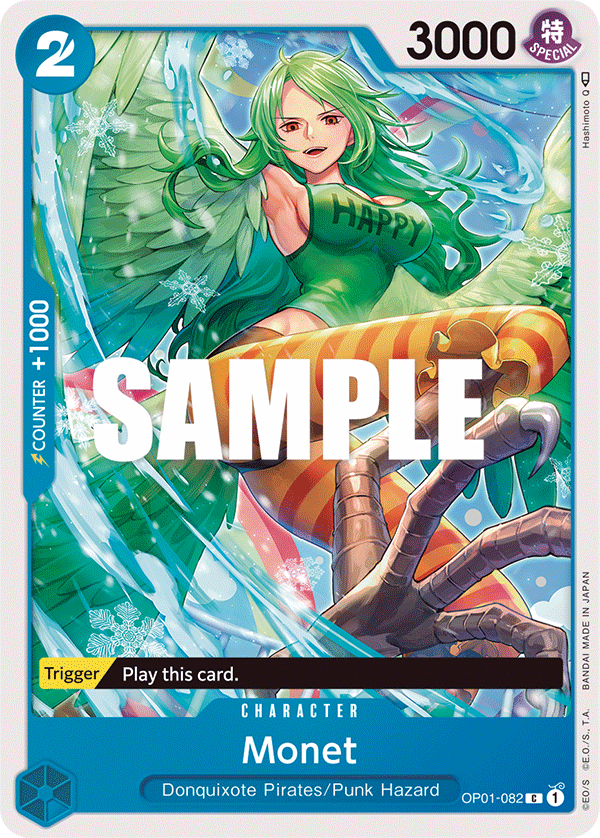 2
3000
特
SPECIAL
Hashimoto Q
HAPPY
COUNTER +1000
SAMPLE
Trigger Play this card.
CHARACTER
Monet
Donquixote Pirates/Punk Hazard
OP01-082 C 1
©E.O/S ©E.O./S., T.A. BANDAI MADE IN JAPAN